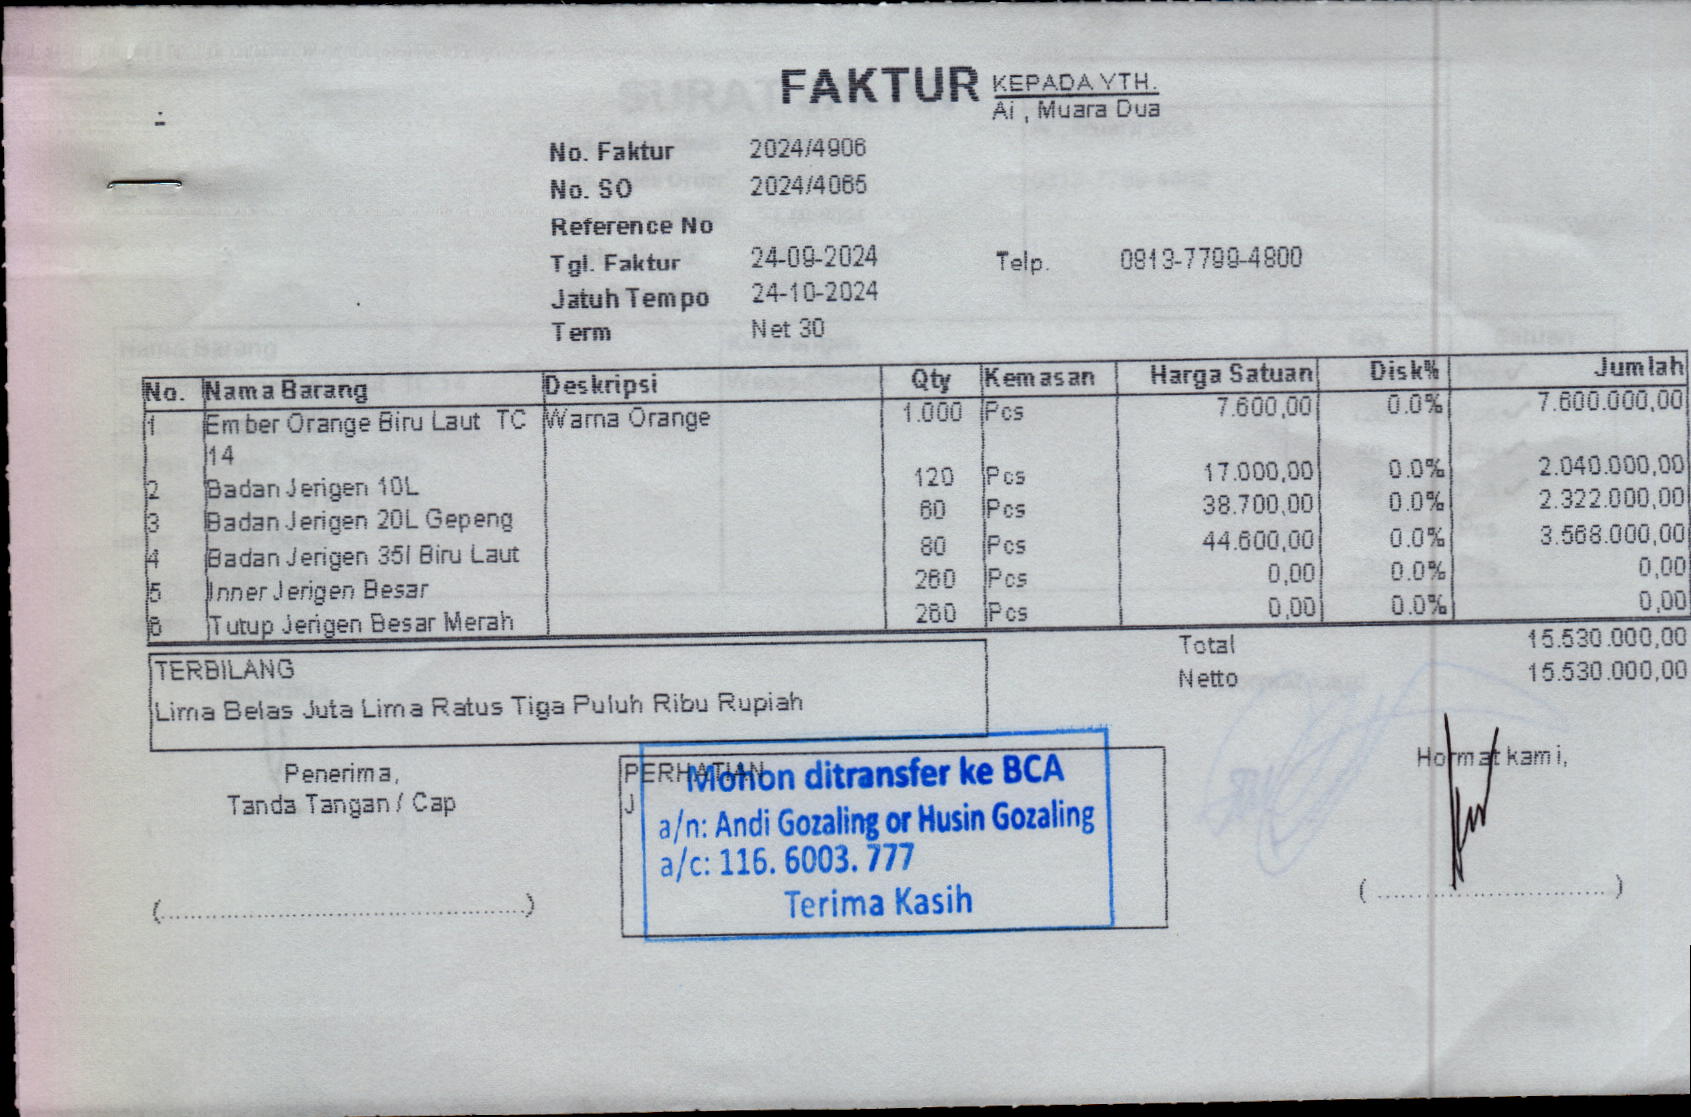 FAKTUR
KEPADA YTH.
Ai , Muara Dua
No. Faktur 2024/4906
No. SO 2024/4065
Reference No
Tgl. Faktur 24-09-2024 Telp. 0813-7799-4800
Jatuh Tempo 24-10-2024
Term Net 30
No. Nama Barang Deskripsi Qty Kemasan Harga Satuan Disk% Jumlah
1 Ember Orange Biru Laut TC Warna Orange 1.000 Pcs 7.600,00 0.0% 7.600.000,00
14
2 Badan Jerigen 10L 120 Pcs 17.000,00 0.0% 2.040.000,00
3 Badan Jerigen 20L Gepeng 60 Pcs 38.700,00 0.0% 2.322.000,00
4 Badan Jerigen 35l Biru Laut 80 Pcs 44.600,00 0.0% 3.568.000,00
5 Inner Jerigen Besar 260 Pcs 0,00 0.0% 0,00
6 Tutup Jerigen Besar Merah 260 Pcs 0,00 0.0% 0,00
Total 15.530.000,00
Netto 15.530.000,00
TERBILANG
Lima Belas Juta Lima Ratus Tiga Puluh Ribu Rupiah
Penerima,
Tanda Tangan / Cap
(........................................)
PERHATIAN
J
Mohon ditransfer ke BCA
a/n: Andi Gozaling or Husin Gozaling
a/c: 116. 6003. 777
Terima Kasih
Hormat kami,
(........................................)